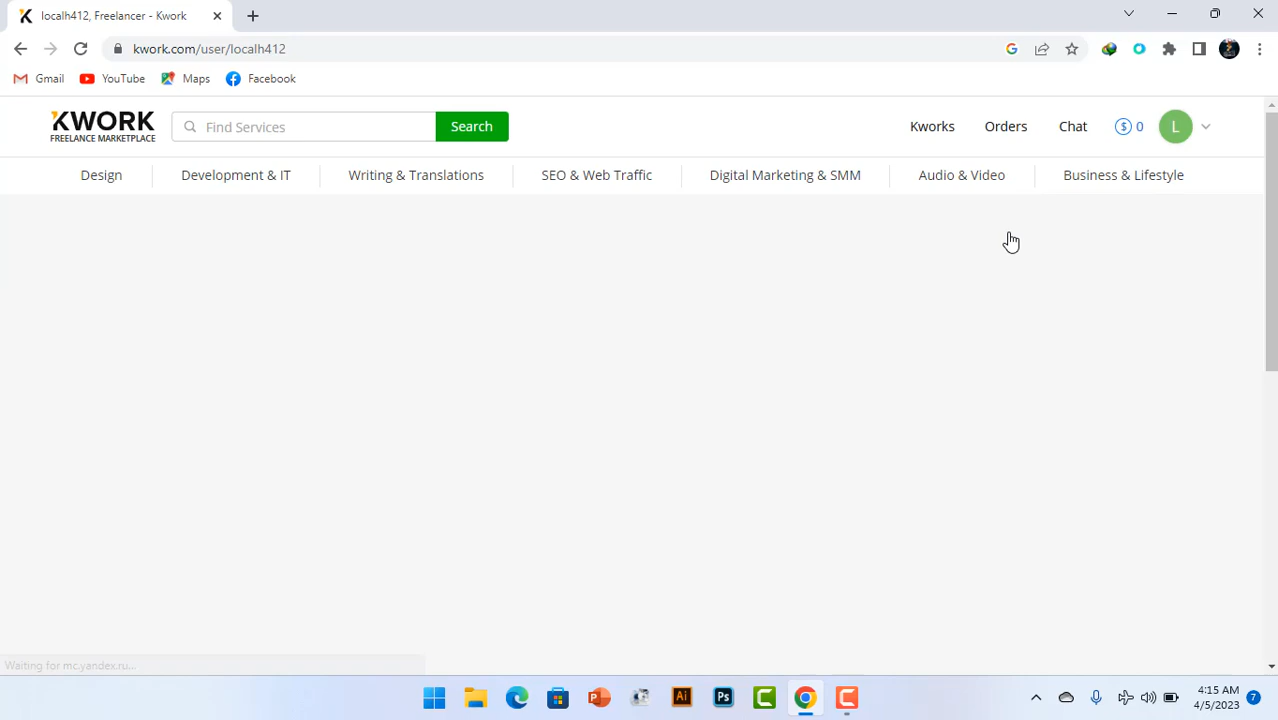 localh412, Freelancer - Kwork
kwork.com/user/localh412
Gmail YouTube Maps Facebook
KWORK
FREELANCE MARKETPLACE
Find Services Search Kworks Orders Chat $ 0 L
Design Development & IT Writing & Translations SEO & Web Traffic Digital Marketing & SMM Audio & Video Business & Lifestyle
Waiting for mc.yandex.ru...
Ai Ps
4:15 AM
4/5/2023
7